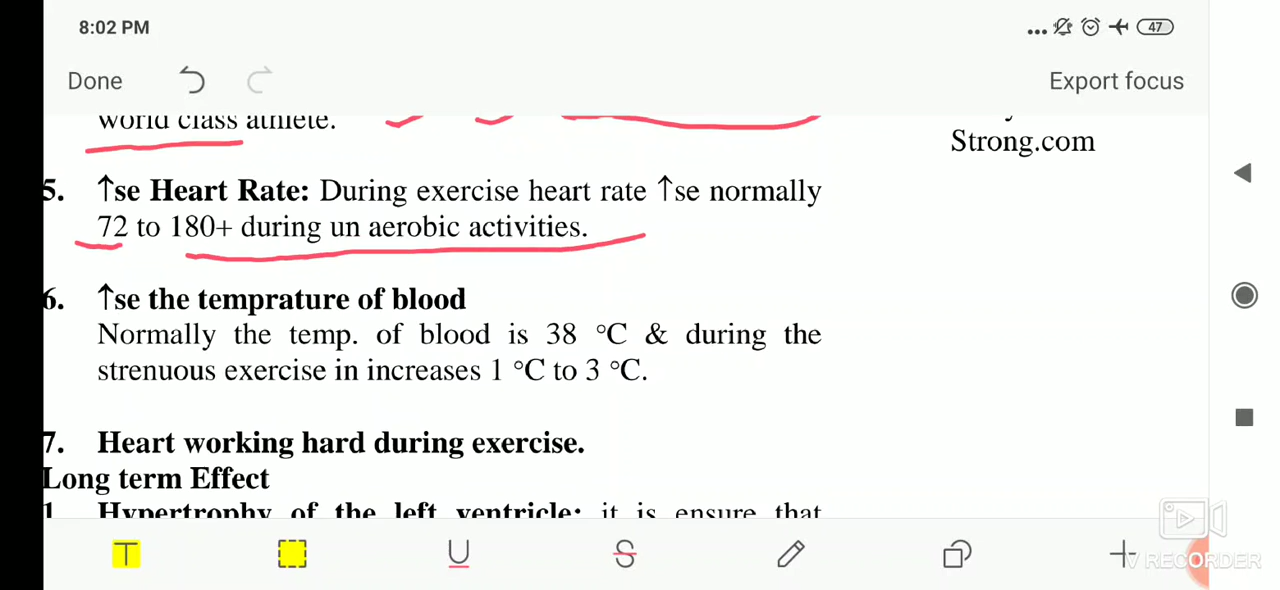 8:02 PM
47
Done
Export focus
world class athlete.
Strong.com
5. ↑se Heart Rate: During exercise heart rate ↑se normally
72 to 180+ during un aerobic activities.
6. ↑se the temprature of blood
Normally the temp. of blood is 38 °C & during the
strenuous exercise in increases 1 °C to 3 °C.
7. Heart working hard during exercise.
Long term Effect
1 Hypertrophy of the left ventricle: it is ensure that
T
U
S
V RECORDER